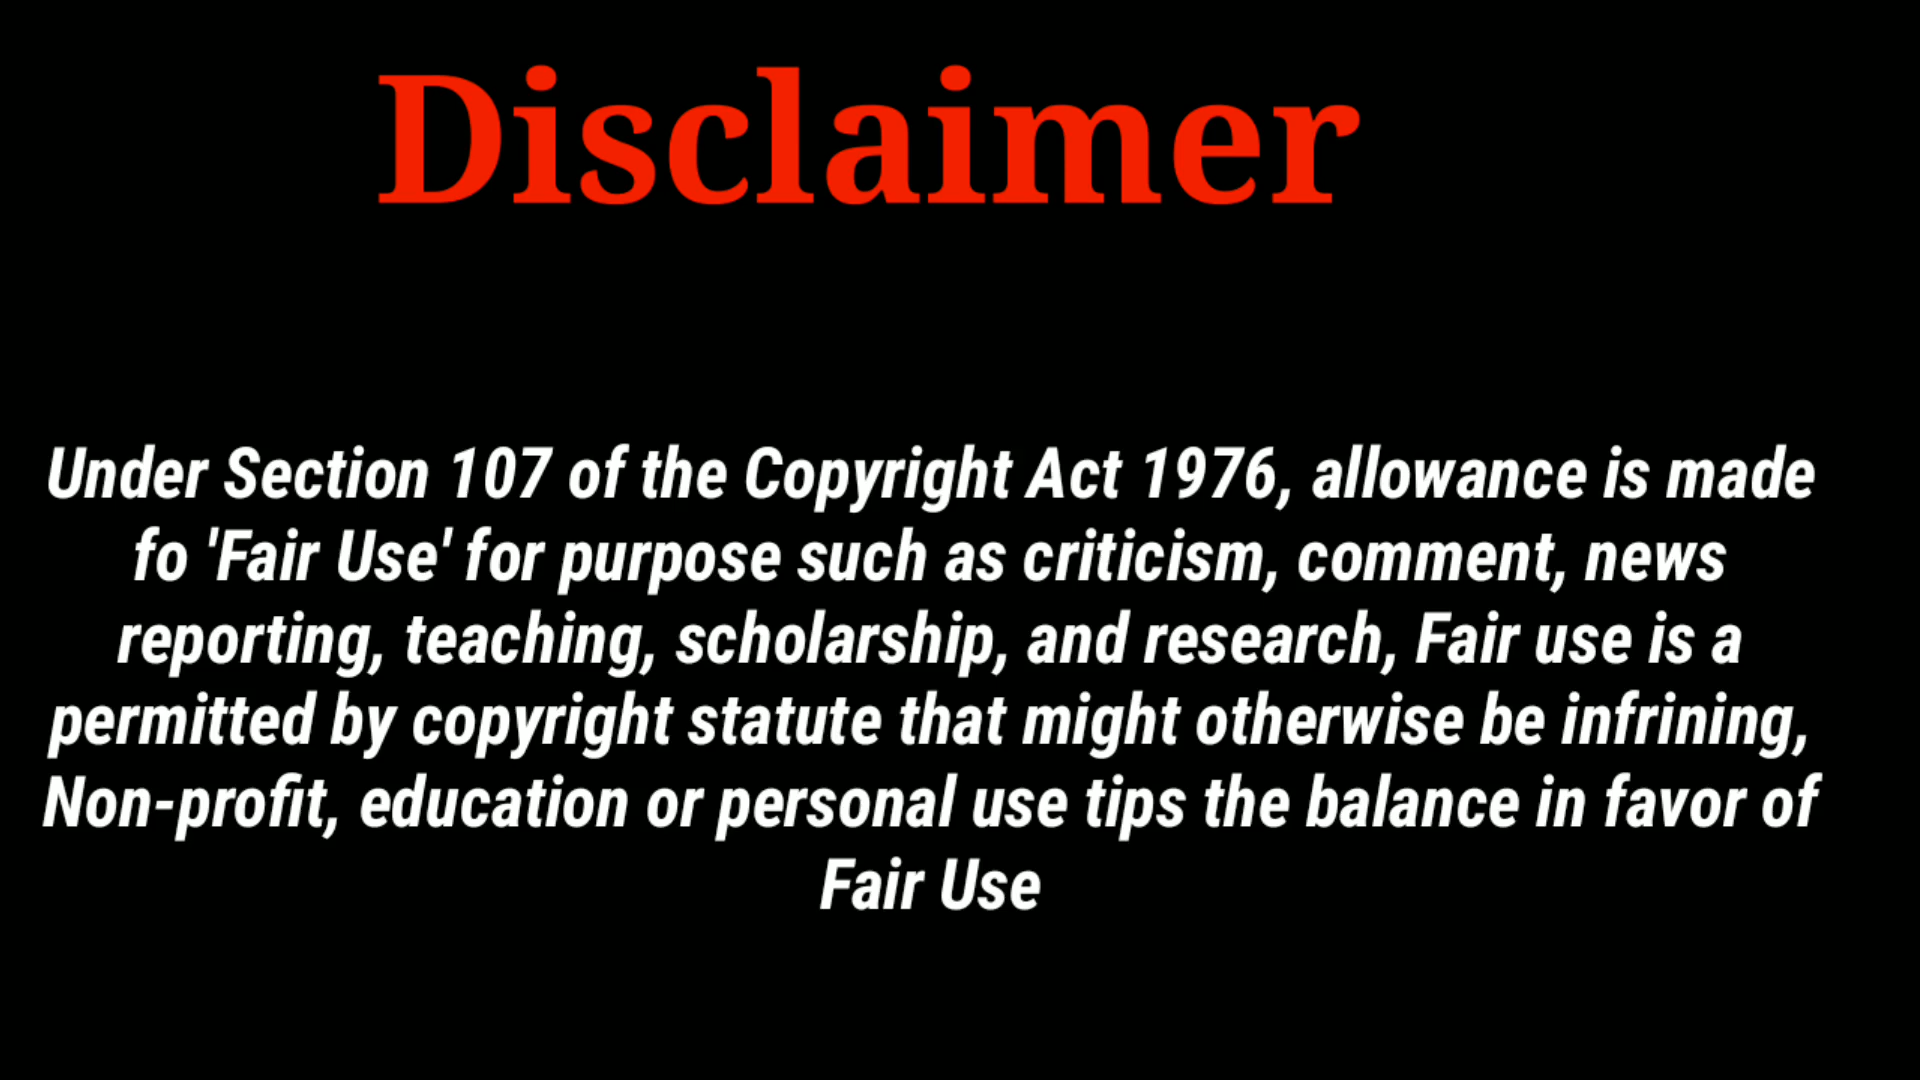 Disclaimer
Under Section 107 of the Copyright Act 1976, allowance is made
fo 'Fair Use' for purpose such as criticism, comment, news
reporting, teaching, scholarship, and research, Fair use is a
permitted by copyright statute that might otherwise be infrining,
Non-profit, education or personal use tips the balance in favor of
Fair Use